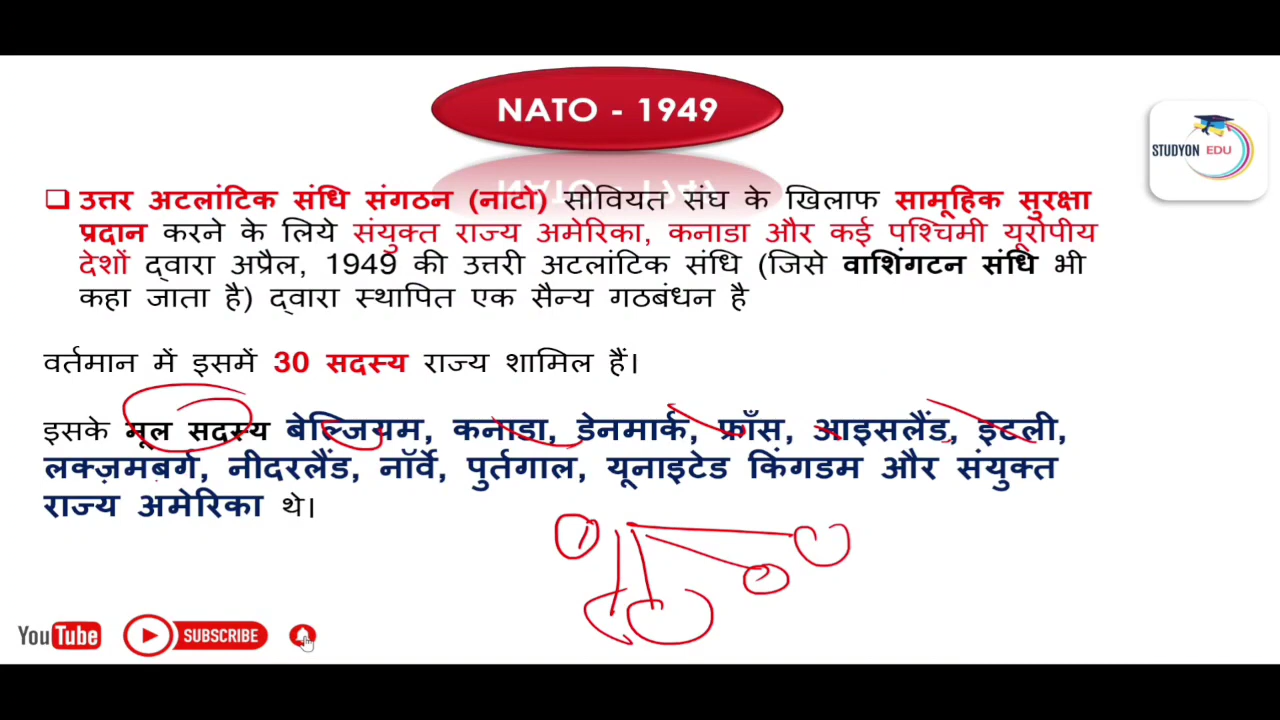 NATO - 1949
STUDYON EDU
उत्तर अटलांटिक संधि संगठन (नाटो) सोवियत संघ के खिलाफ सामूहिक सुरक्षा
प्रदान करने के लिये संयुक्त राज्य अमेरिका, कनाडा और कई पश्चिमी यूरोपीय
देशों द्वारा अप्रैल, 1949 की उत्तरी अटलांटिक संधि (जिसे वाशिंगटन संधि भी
कहा जाता है) द्वारा स्थापित एक सैन्य गठबंधन है
वर्तमान में इसमें 30 सदस्य राज्य शामिल हैं।
इसके मूल सदस्य बेल्जियम, कनाडा, डेनमार्क, फ्राँस, आइसलैंड, इटली,
लक्ज़मबर्ग, नीदरलैंड, नॉर्वे, पुर्तगाल, यूनाइटेड किंगडम और संयुक्त
राज्य अमेरिका थे।
YouTube SUBSCRIBE